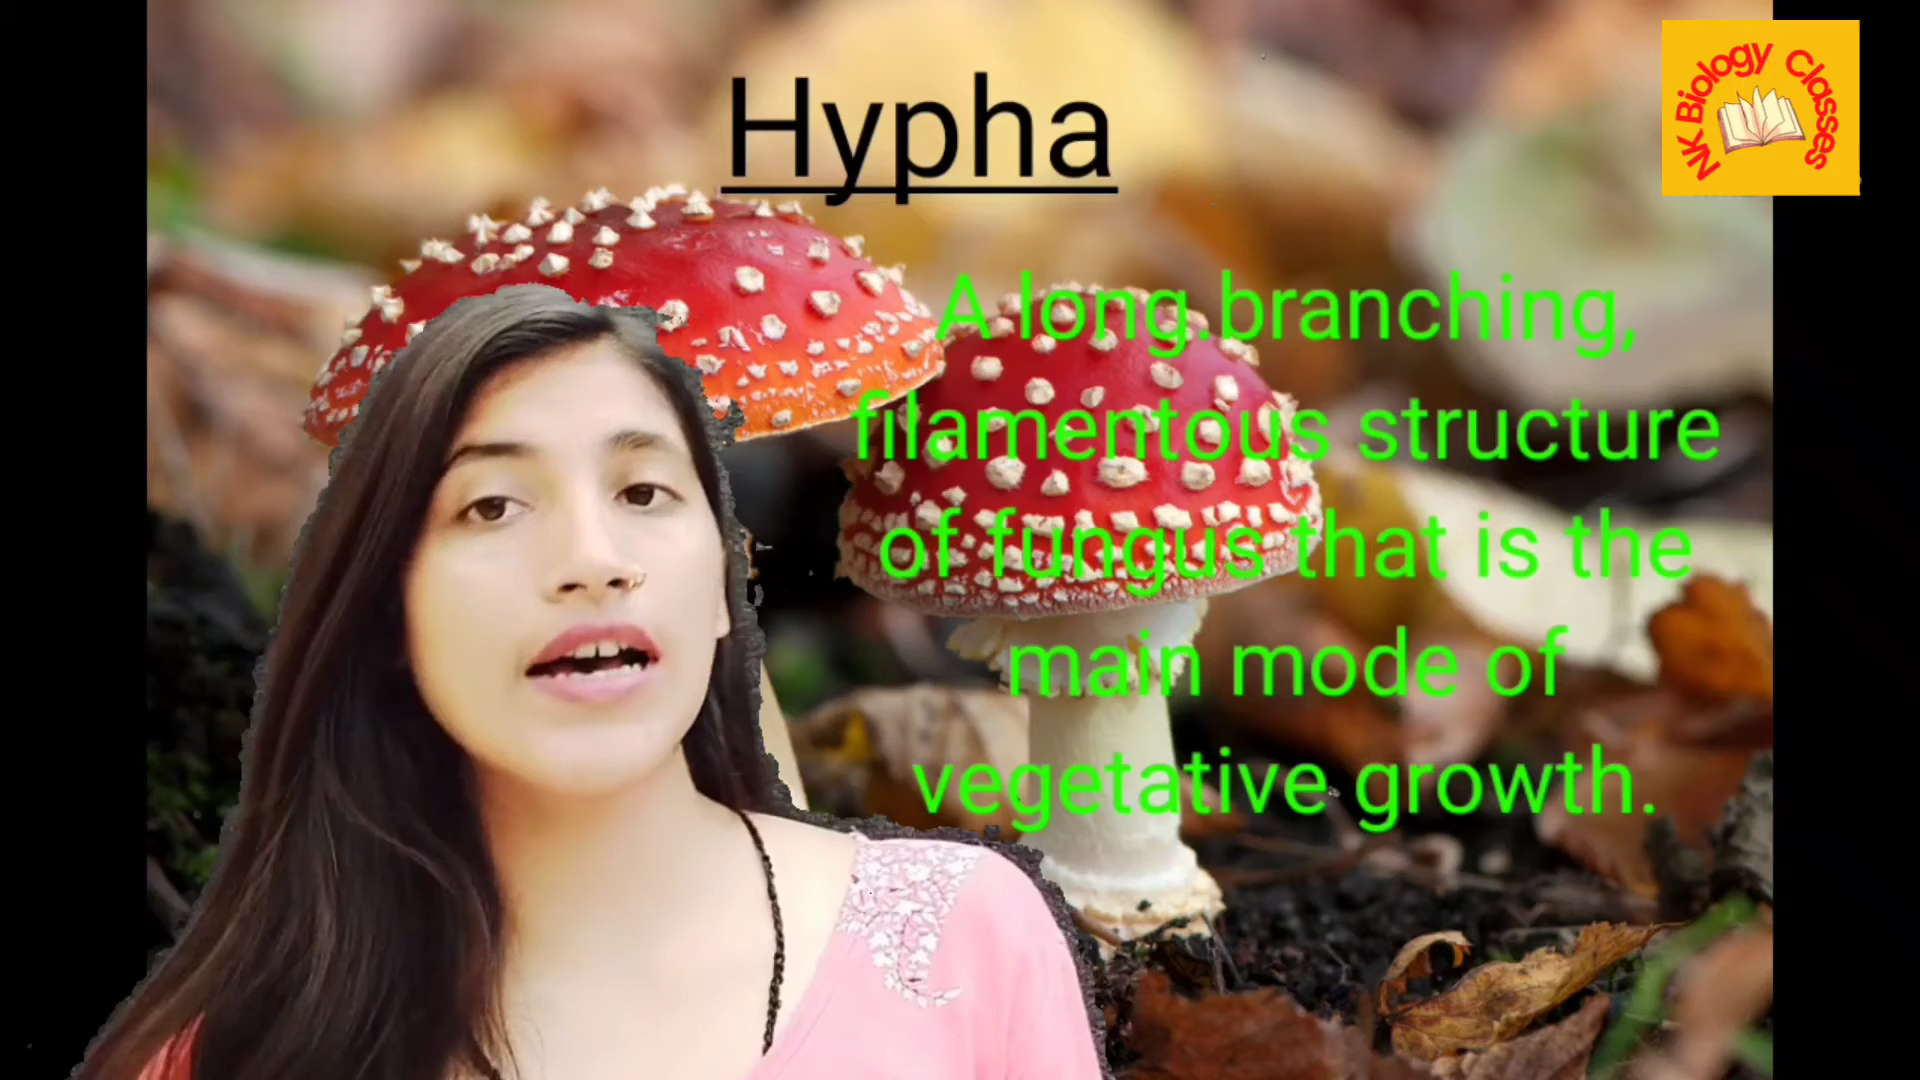 Hypha
NK Biology Classes
A long,branching,
filamentous structure
of fungus that is the
main mode of
vegetative growth.